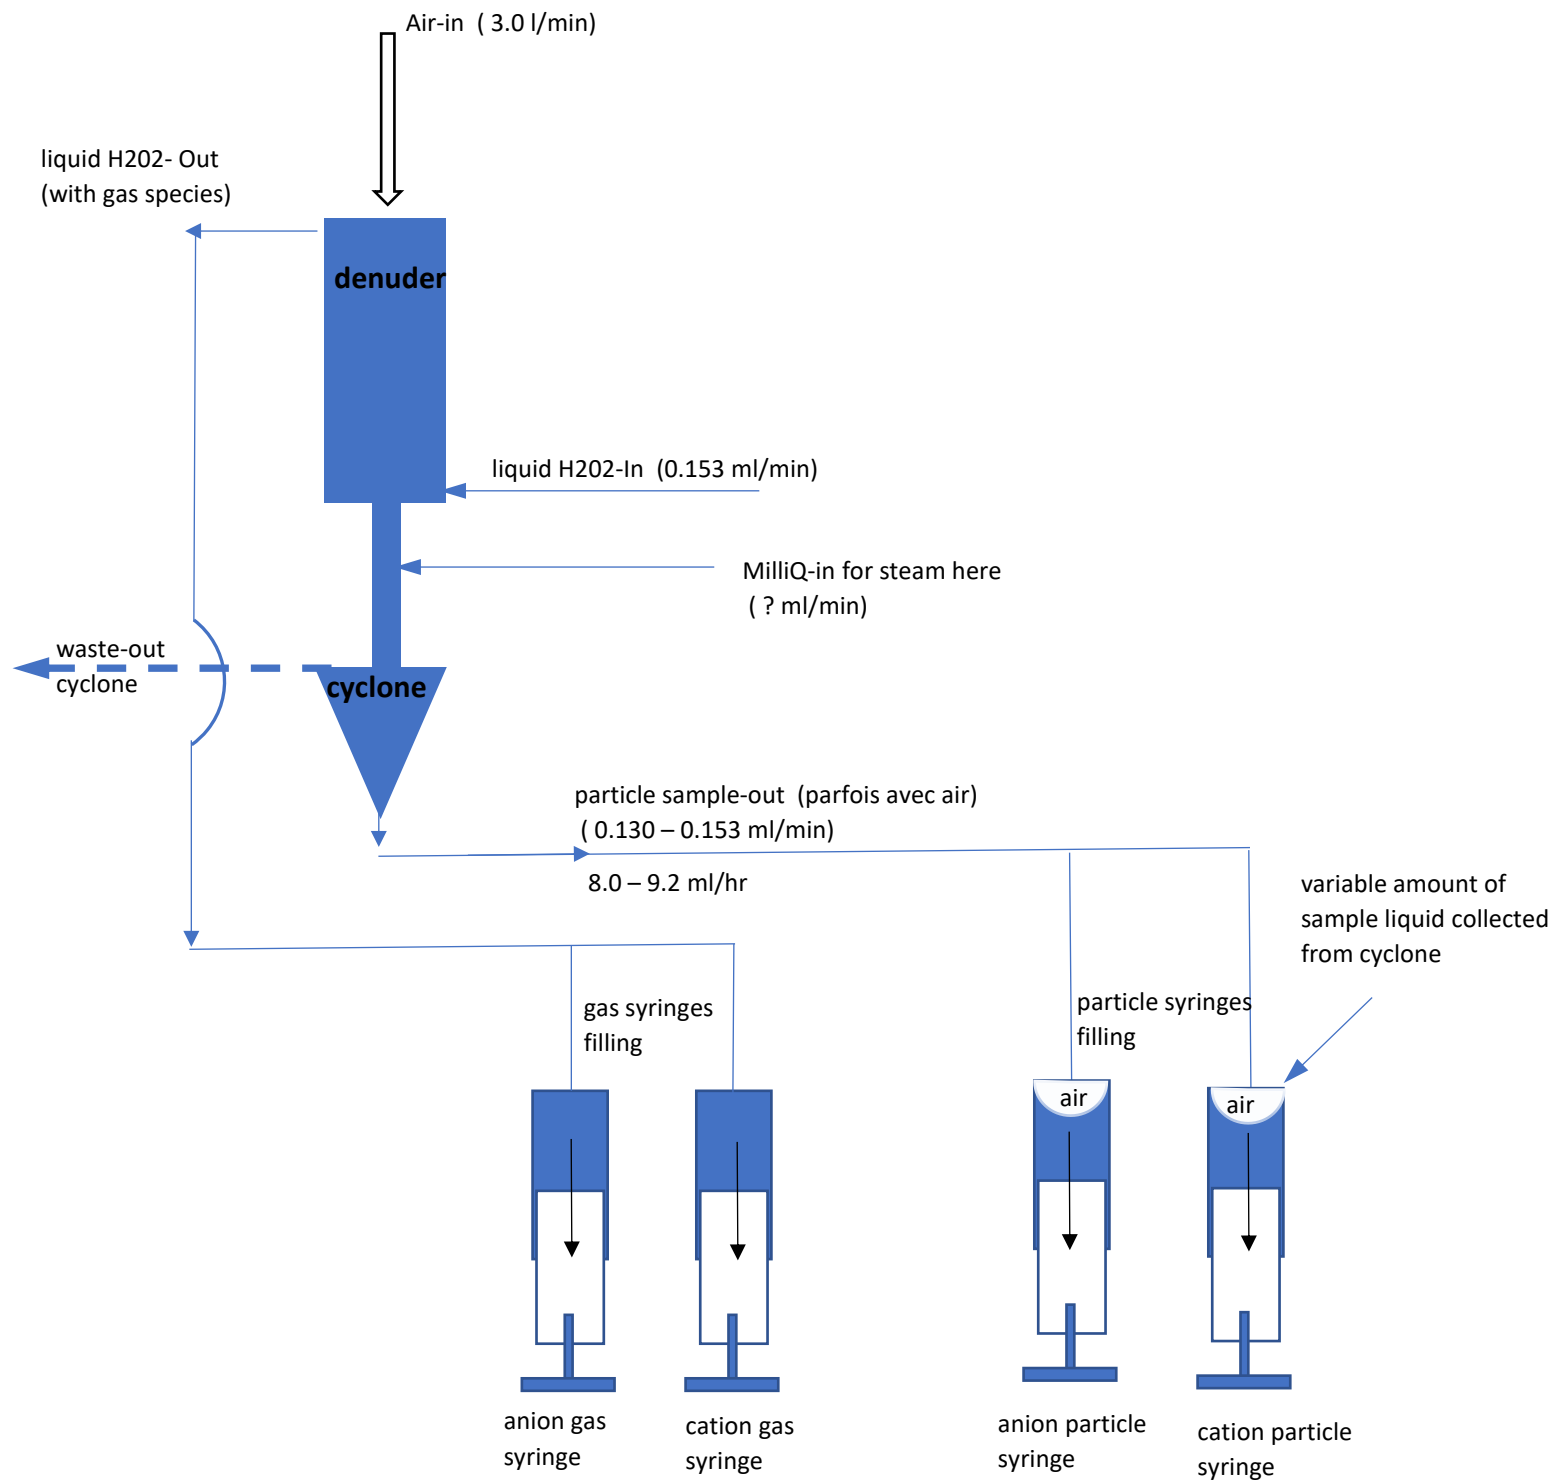 Air-in  ( 3.0 l/min)
liquid H202- Out
(with gas species)
denuder
liquid H202-In  (0.153 ml/min)
MilliQ-in for steam here
( ? ml/min)
waste-out
cyclone
cyclone
particle sample-out  (parfois avec air)
( 0.130 – 0.153 ml/min)
8.0 – 9.2 ml/hr
variable amount of
sample liquid collected
from cyclone
gas syringes
filling
particle syringes
filling
air
air
anion gas
syringe
cation gas
syringe
anion particle
syringe
cation particle
syringe